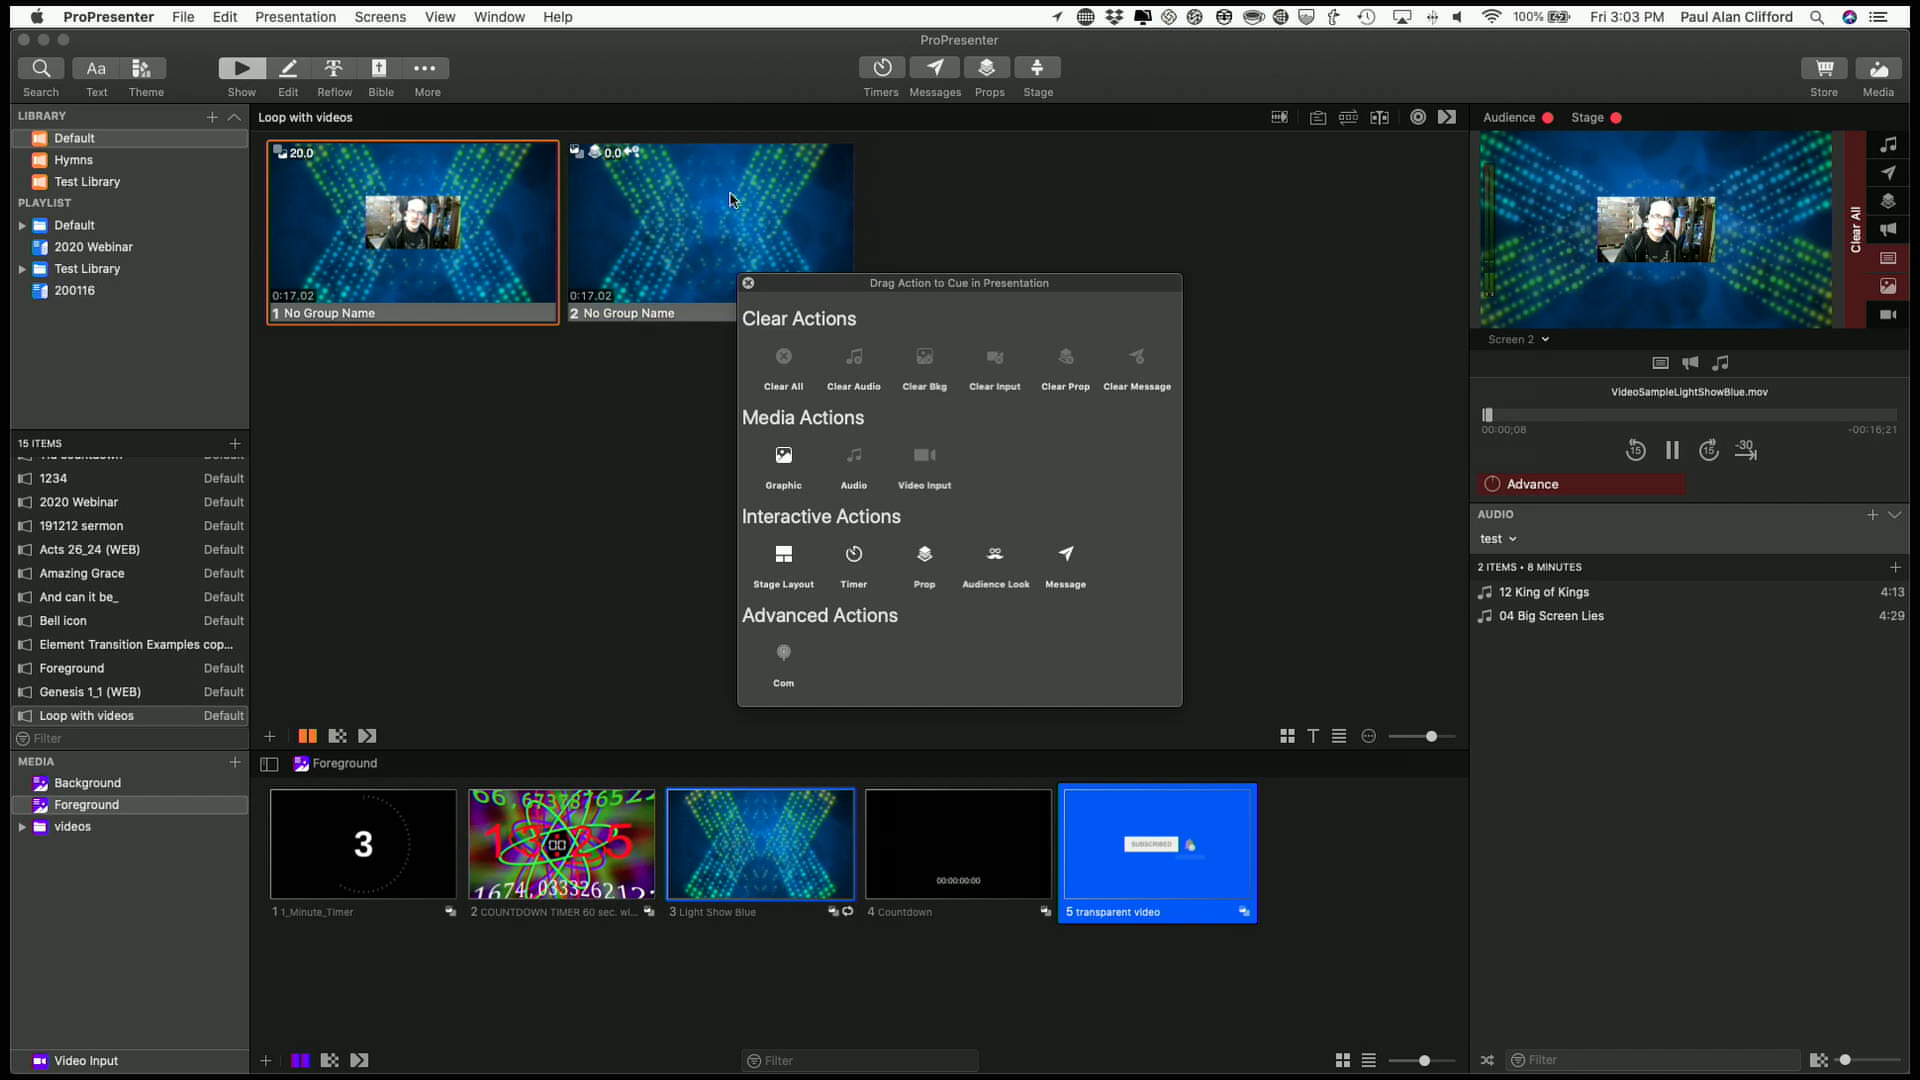 ProPresenter File Edit Presentation Screens View Window Help 100% Fri 3:03 PM Paul Alan Clifford
ProPresenter
Aa
Search Text Theme Show Edit Reflow Bible More Timers Messages Props Stage Store Media
LIBRARY
Default
Hymns
Test Library
PLAYLIST
Default
2020 Webinar
Test Library
200116
15 ITEMS
1234 Default
2020 Webinar Default
191212 sermon Default
Acts 26_24 (WEB) Default
Amazing Grace Default
And can it be_ Default
Bell icon Default
Element Transition Examples cop...
Foreground Default
Genesis 1_1 (WEB) Default
Loop with videos Default
Filter
MEDIA
Background
Foreground
videos
Video Input
Loop with videos
20.0
0:17.02
1 No Group Name
0.0
0:17.02
2 No Group Name
Drag Action to Cue in Presentation
Clear Actions
Clear All Clear Audio Clear Bkg Clear Input Clear Prop Clear Message
Media Actions
Graphic Audio Video Input
Interactive Actions
Stage Layout Timer Prop Audience Look Message
Advanced Actions
Com
T
Foreground
3
1 1_Minute_Timer
2 COUNTDOWN TIMER 60 sec. wi...
3 Light Show Blue
00:00:00:00
4 Countdown
SUBSCRIBED
5 transparent video
Filter
Audience Stage
Clear All
Screen 2
VideoSampleLightShowBlue.mov
00:00;08 -00:16;21
15 15 -30
Advance
AUDIO
test
2 ITEMS • 8 MINUTES
12 King of Kings 4:13
04 Big Screen Lies 4:29
Filter